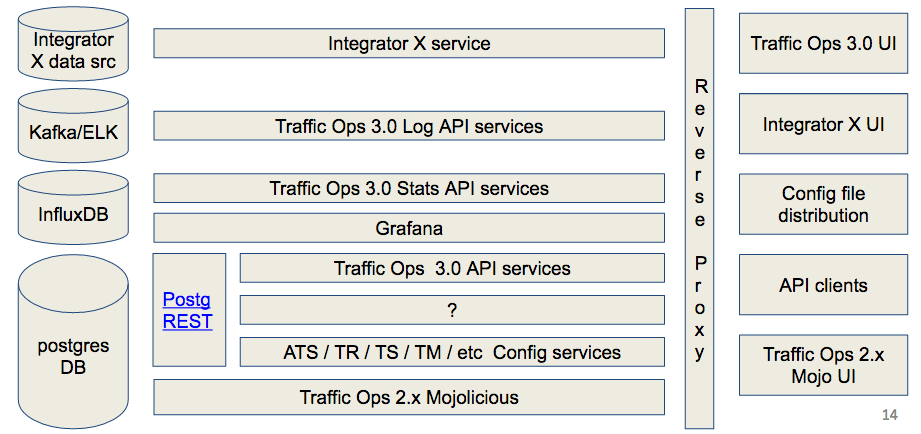 Integrator
X data src
Integrator X service
Kafka/ELK
Traffic Ops 3.0 Log API services
InfluxDB
Traffic Ops 3.0 Stats API services
Grafana
postgres
DB
Postg
REST
Traffic Ops  3.0 API services
?
ATS / TR / TS / TM / etc  Config services
Traffic Ops 2.x Mojolicious
Reverse Proxy
Traffic Ops 3.0 UI
Integrator X UI
Config file
distribution
API clients
Traffic Ops 2.x
Mojo UI
14